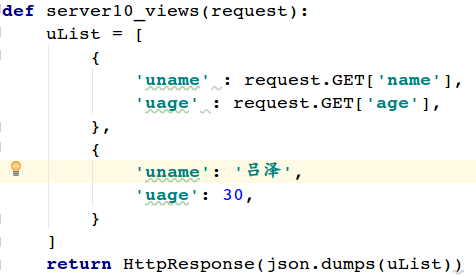 def server10_views(request):
    uList = [
        {
            'uname' : request.GET['name'],
            'uage' : request.GET['age'],
        },
        {
            'uname': '吕泽',
            'uage': 30,
        }
    ]
    return HttpResponse(json.dumps(uList))